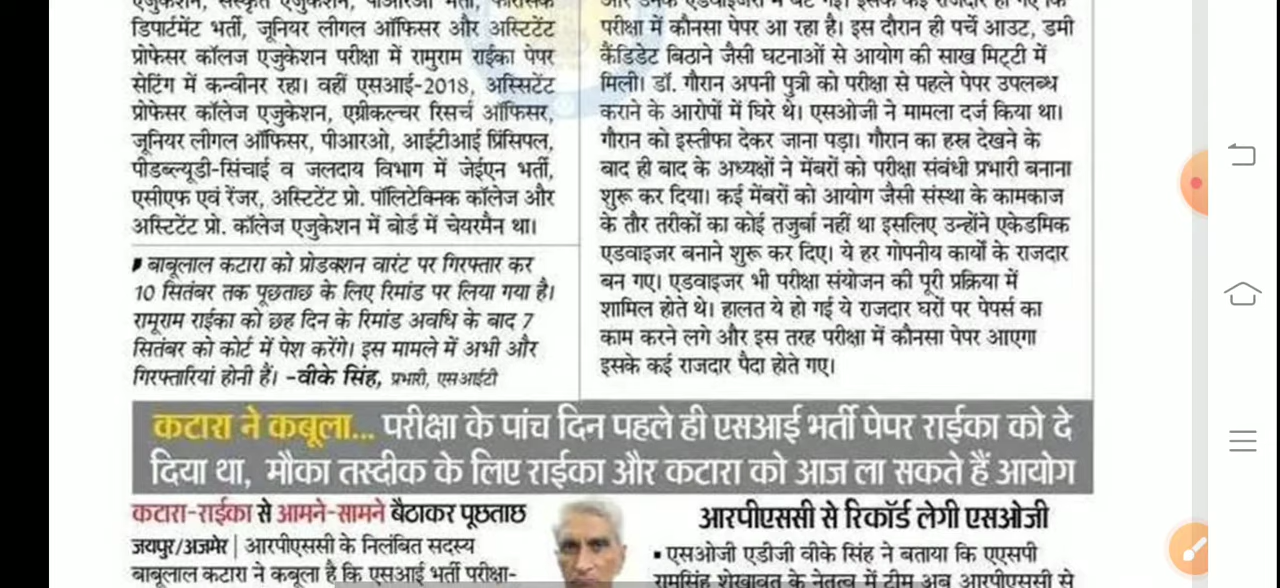 डिपार्टमेंट भर्ती, जूनियर लीगल ऑफिसर और अस्टिटेंट
प्रोफेसर कॉलेज एजुकेशन परीक्षा में रामुराम राईका पेपर
सेटिंग में कन्वीनर रहा। वहीं एसआई-2018, अस्सिटेंट
प्रोफेसर कॉलेज एजुकेशन, एग्रीकल्चर रिसर्च ऑफिसर,
जूनियर लीगल ऑफिसर, पीआरओ, आईटीआई प्रिंसिपल,
पीडब्ल्यूडी-सिंचाई व जलदाय विभाग में जेईएन भर्ती,
एसीएफ एवं रेंजर, अस्टिटेंट प्रो. पॉलिटेक्निक कॉलेज और
अस्टिटेंट प्रो. कॉलेज एजुकेशन में बोर्ड में चेयरमैन था।
बाबूलाल कटारा को प्रोडक्शन वारंट पर गिरफ्तार कर
10 सितंबर तक पूछताछ के लिए रिमांड पर लिया गया है।
रामूराम राईका को छह दिन के रिमांड अवधि के बाद 7
सितंबर को कोर्ट में पेश करेंगे। इस मामले में अभी और
गिरफ्तारियां होनी हैं। -वीके सिंह, प्रभारी, एसआईटी
परीक्षा में कौनसा पेपर आ रहा है। इस दौरान ही पर्चे आउट, डमी
कैंडिडेट बिठाने जैसी घटनाओं से आयोग की साख मिट्टी में
मिली। डॉ. गौरान अपनी पुत्री को परीक्षा से पहले पेपर उपलब्ध
कराने के आरोपों में घिरे थे। एसओजी ने मामला दर्ज किया था।
गौरान को इस्तीफा देकर जाना पड़ा। गौरान का हस्र देखने के
बाद ही बाद के अध्यक्षों ने मेंबरों को परीक्षा संबंधी प्रभारी बनाना
शुरू कर दिया। कई मेंबरों को आयोग जैसी संस्था के कामकाज
के तौर तरीकों का कोई तजुर्बा नहीं था इसलिए उन्होंने एकेडमिक
एडवाइजर बनाने शुरू कर दिए। ये हर गोपनीय कार्यों के राजदार
बन गए। एडवाइजर भी परीक्षा संयोजन की पूरी प्रक्रिया में
शामिल होते थे। हालत ये हो गई ये राजदार घरों पर पेपर्स का
काम करने लगे और इस तरह परीक्षा में कौनसा पेपर आएगा
इसके कई राजदार पैदा होते गए।
कटारा ने कबूला... परीक्षा के पांच दिन पहले ही एसआई भर्ती पेपर राईका को दे
दिया था, मौका तस्दीक के लिए राईका और कटारा को आज ला सकते हैं आयोग
कटारा-राईका से आमने-सामने बैठाकर पूछताछ
जयपुर/अजमेर | आरपीएससी के निलंबित सदस्य
बाबूलाल कटारा ने कबूला है कि एसआई भर्ती परीक्षा-
आरपीएससी से रिकॉर्ड लेगी एसओजी
▪ एसओजी एडीजी वीके सिंह ने बताया कि एएसपी
रामसिंह शेखावत के नेतृत्व में टीम अब आरपीएससी से